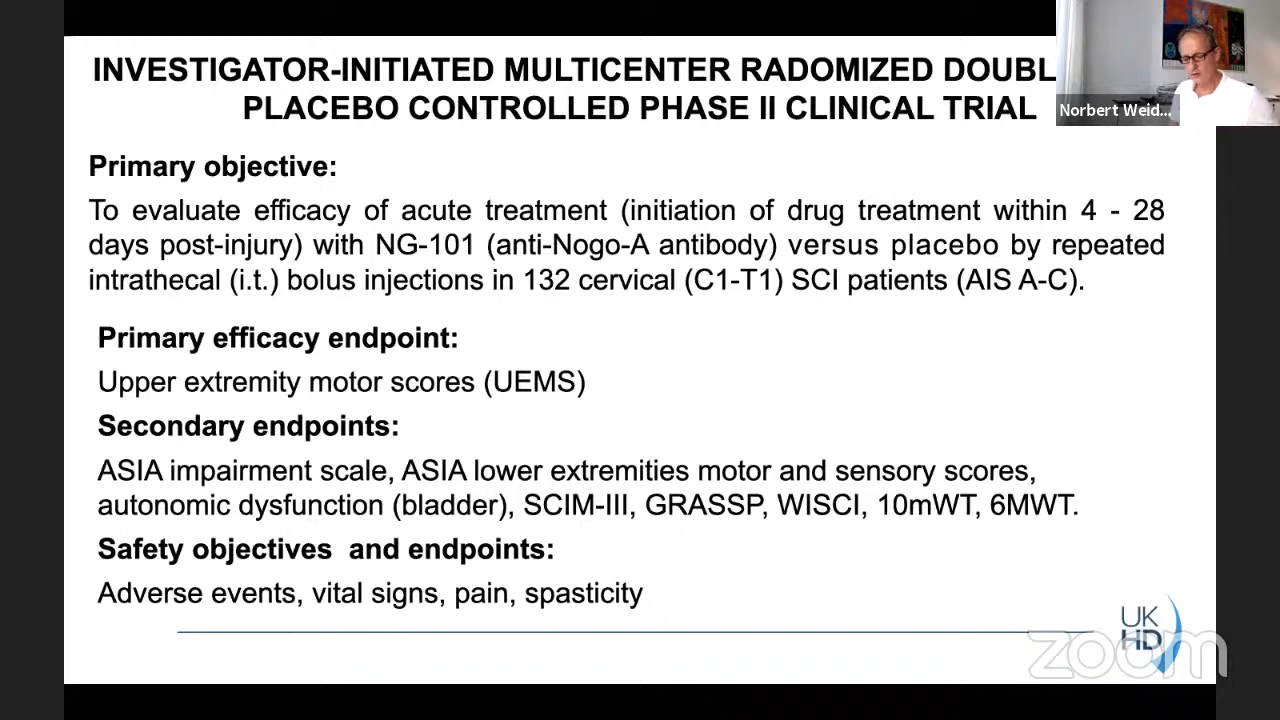 INVESTIGATOR-INITIATED MULTICENTER RADOMIZED DOUBL
PLACEBO CONTROLLED PHASE II CLINICAL TRIAL
Norbert Weid...
Primary objective:
To evaluate efficacy of acute treatment (initiation of drug treatment within 4 - 28
days post-injury) with NG-101 (anti-Nogo-A antibody) versus placebo by repeated
intrathecal (i.t.) bolus injections in 132 cervical (C1-T1) SCI patients (AIS A-C).
Primary efficacy endpoint:
Upper extremity motor scores (UEMS)
Secondary endpoints:
ASIA impairment scale, ASIA lower extremities motor and sensory scores,
autonomic dysfunction (bladder), SCIM-III, GRASSP, WISCI, 10mWT, 6MWT.
Safety objectives and endpoints:
Adverse events, vital signs, pain, spasticity
UK
HD
zoom